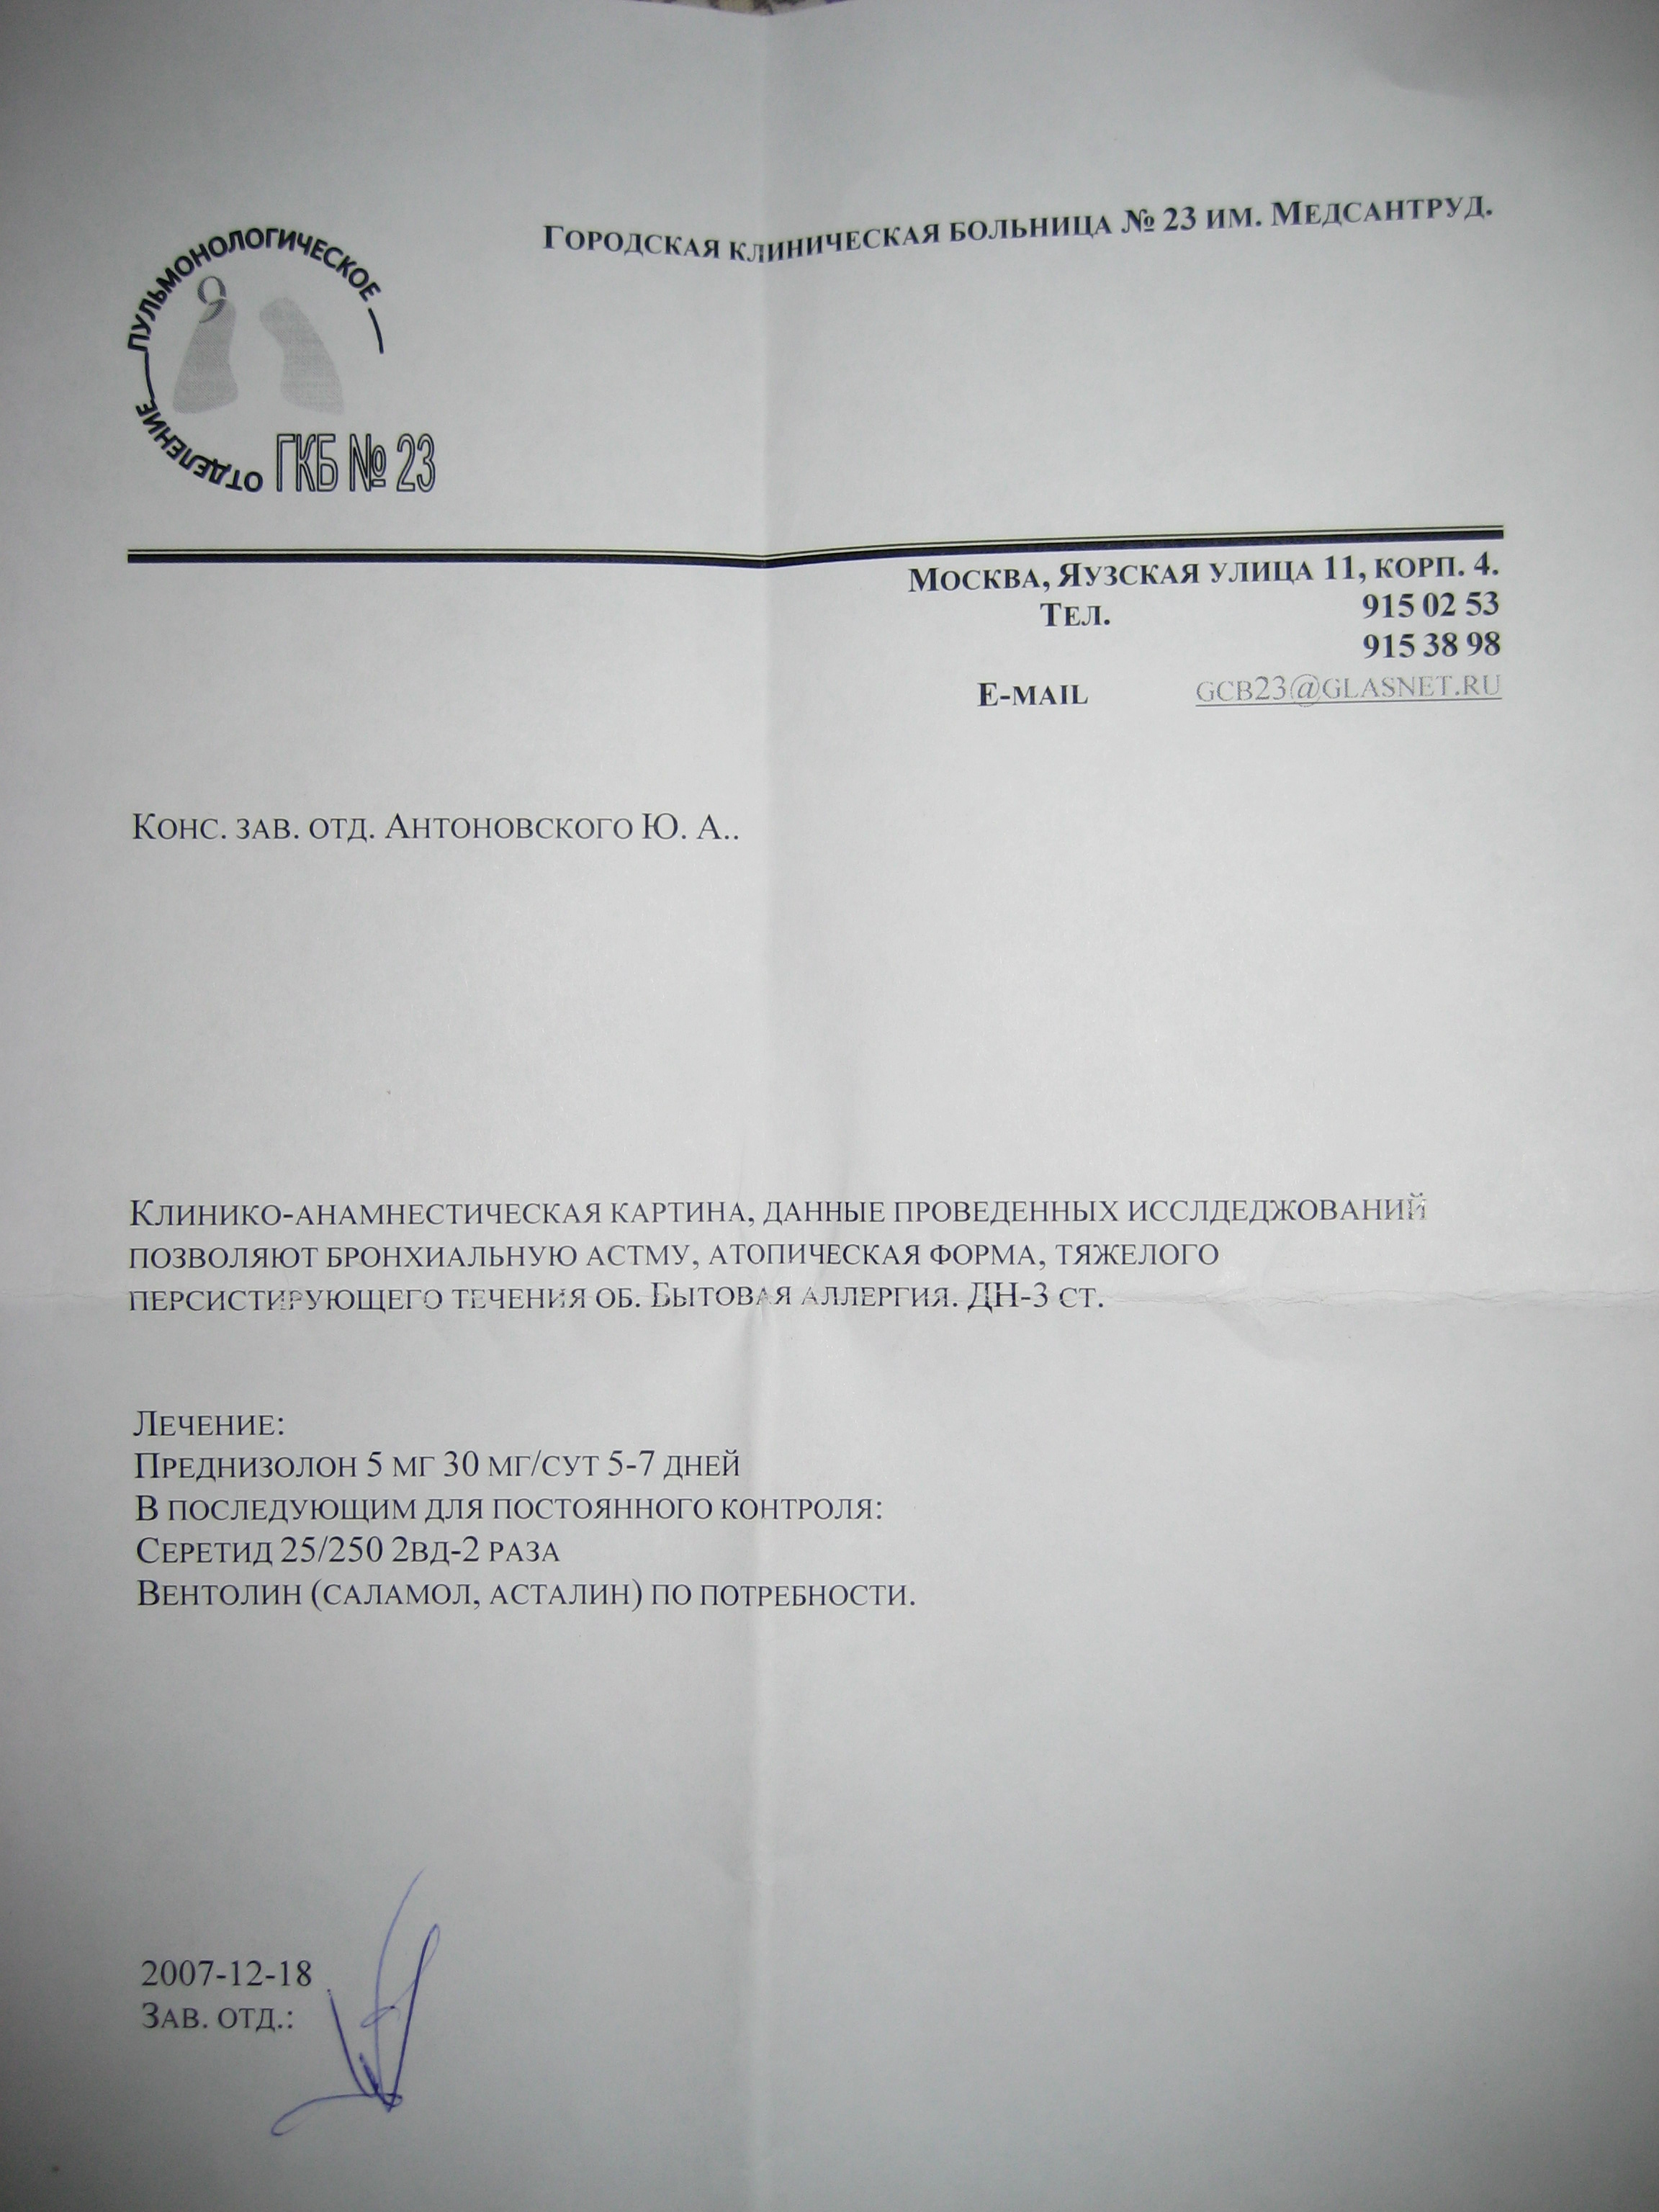 Городская клиническая больница № 23 им. Медсантруд.
ПУЛЬМОНОЛОГИЧЕСКОЕ
ОТДЕЛЕНИЕ
ГКБ № 23
Москва, Яузская улица 11, корп. 4.
Тел. 915 02 53
915 38 98
E-mail gcb23@glasnet.ru
Конс. зав. отд. Антоновского Ю. А..
Клинико-анамнестическая картина, данные проведенных исслдеджований
позволяют бронхиальную астму, атопическая форма, тяжелого
персистирующего течения об. Бытовая аллергия. ДН-3 ст.
Лечение:
Преднизолон 5 мг 30 мг/сут 5-7 дней
В последующим для постоянного контроля:
Серетид 25/250 2вд-2 раза
Вентолин (саламол, асталин) по потребности.
2007-12-18
Зав. отд.: